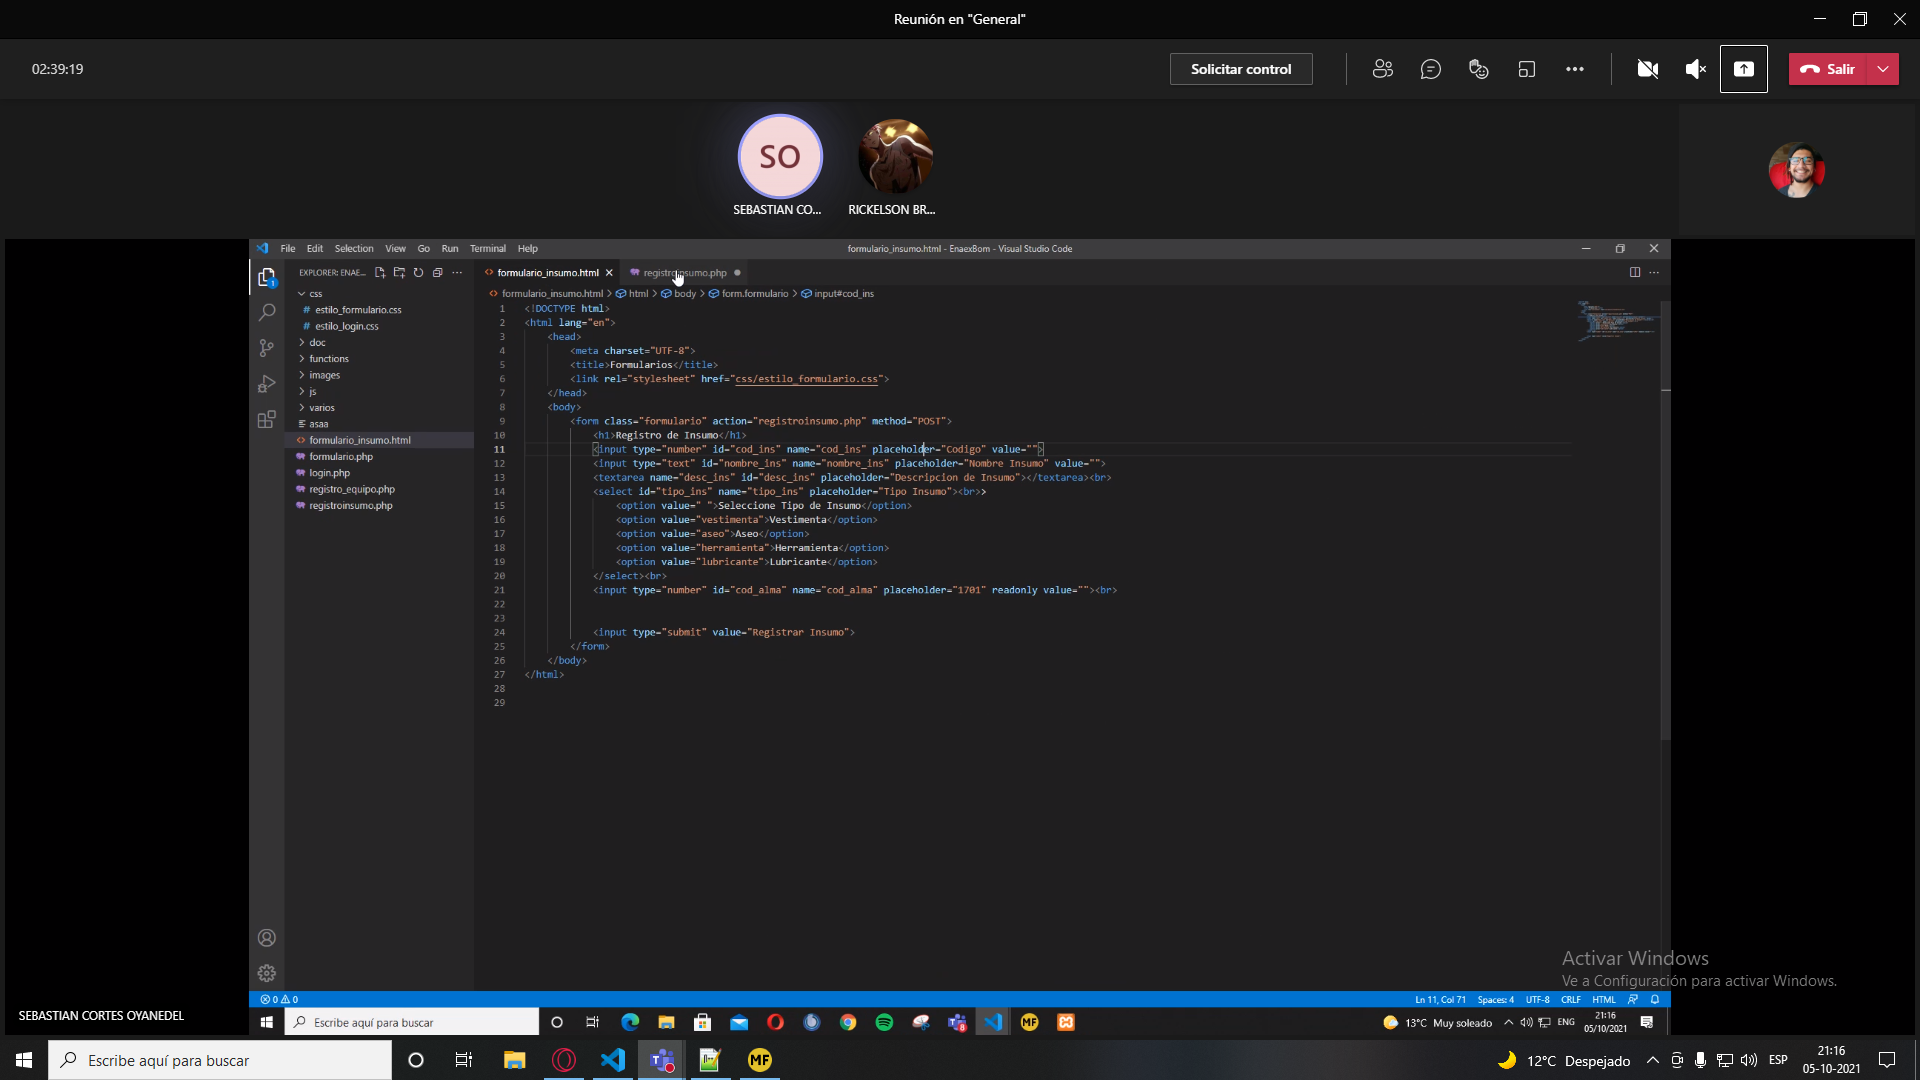 Reunión en "General"
02:39:19
Solicitar control
Salir
SO
SEBASTIAN CO...
RICKELSON BR...
File Edit Selection View Go Run Terminal Help
formulario_insumo.html - EnaexBom - Visual Studio Code
EXPLORER: ENAE...
formulario_insumo.html
registroinsumo.php
formulario_insumo.html > html > body > form.formulario > input#cod_ins
css
estilo_formulario.css
estilo_login.css
doc
functions
images
js
varios
asaa
formulario_insumo.html
formulario.php
login.php
registro_equipo.php
registroinsumo.php
1 <!DOCTYPE html>
2 <html lang="en">
3 <head>
4 <meta charset="UTF-8">
5 <title>Formularios</title>
6 <link rel="stylesheet" href="css/estilo_formulario.css">
7 </head>
8 <body>
9 <form class="formulario" action="registroinsumo.php" method="POST">
10 <h1>Registro de Insumo</h1>
11 <input type="number" id="cod_ins" name="cod_ins" placeholder="Codigo" value="">
12 <input type="text" id="nombre_ins" name="nombre_ins" placeholder="Nombre Insumo" value="">
13 <textarea name="desc_ins" id="desc_ins" placeholder="Descripcion de Insumo"></textarea><br>
14 <select id="tipo_ins" name="tipo_ins" placeholder="Tipo Insumo"><br>>
15 <option value=" ">Seleccione Tipo de Insumo</option>
16 <option value="vestimenta">Vestimenta</option>
17 <option value="aseo">Aseo</option>
18 <option value="herramienta">Herramienta</option>
19 <option value="lubricante">Lubricante</option>
20 </select><br>
21 <input type="number" id="cod_alma" name="cod_alma" placeholder="1701" readonly value=""><br>
22
23
24 <input type="submit" value="Registrar Insumo">
25 </form>
26 </body>
27 </html>
28
29
Activar Windows
Ve a Configuración para activar Windows.
0 0
Ln 11, Col 71 Spaces: 4 UTF-8 CRLF HTML
SEBASTIAN CORTES OYANEDEL
Escribe aquí para buscar
8
MF
13°C Muy soleado
ENG
21:16
05/10/2021
Escribe aquí para buscar
MF
12°C Despejado
ESP
21:16
05-10-2021